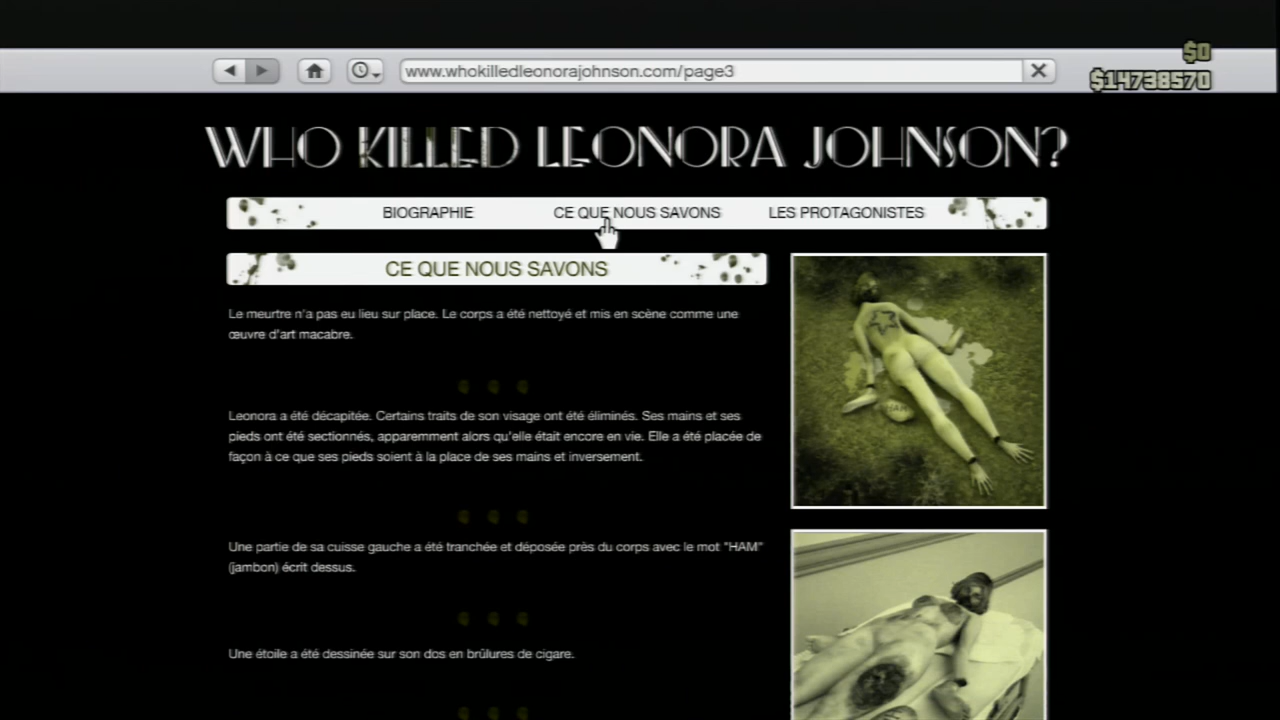 $0
www.whokilledleonorajohnson.com/page3
$14738570
WHO KILLED LEONORA JOHNSON?
BIOGRAPHIE CE QUE NOUS SAVONS LES PROTAGONISTES
CE QUE NOUS SAVONS
Le meurtre n'a pas eu lieu sur place. Le corps a été nettoyé et mis en scène comme une
œuvre d'art macabre.
Leonora a été décapitée. Certains traits de son visage ont été éliminés. Ses mains et ses
pieds ont été sectionnés, apparemment alors qu'elle était encore en vie. Elle a été placée de
façon à ce que ses pieds soient à la place de ses mains et inversement.
Une partie de sa cuisse gauche a été tranchée et déposée près du corps avec le mot "HAM"
(jambon) écrit dessus.
Une étoile a été dessinée sur son dos en brûlures de cigare.